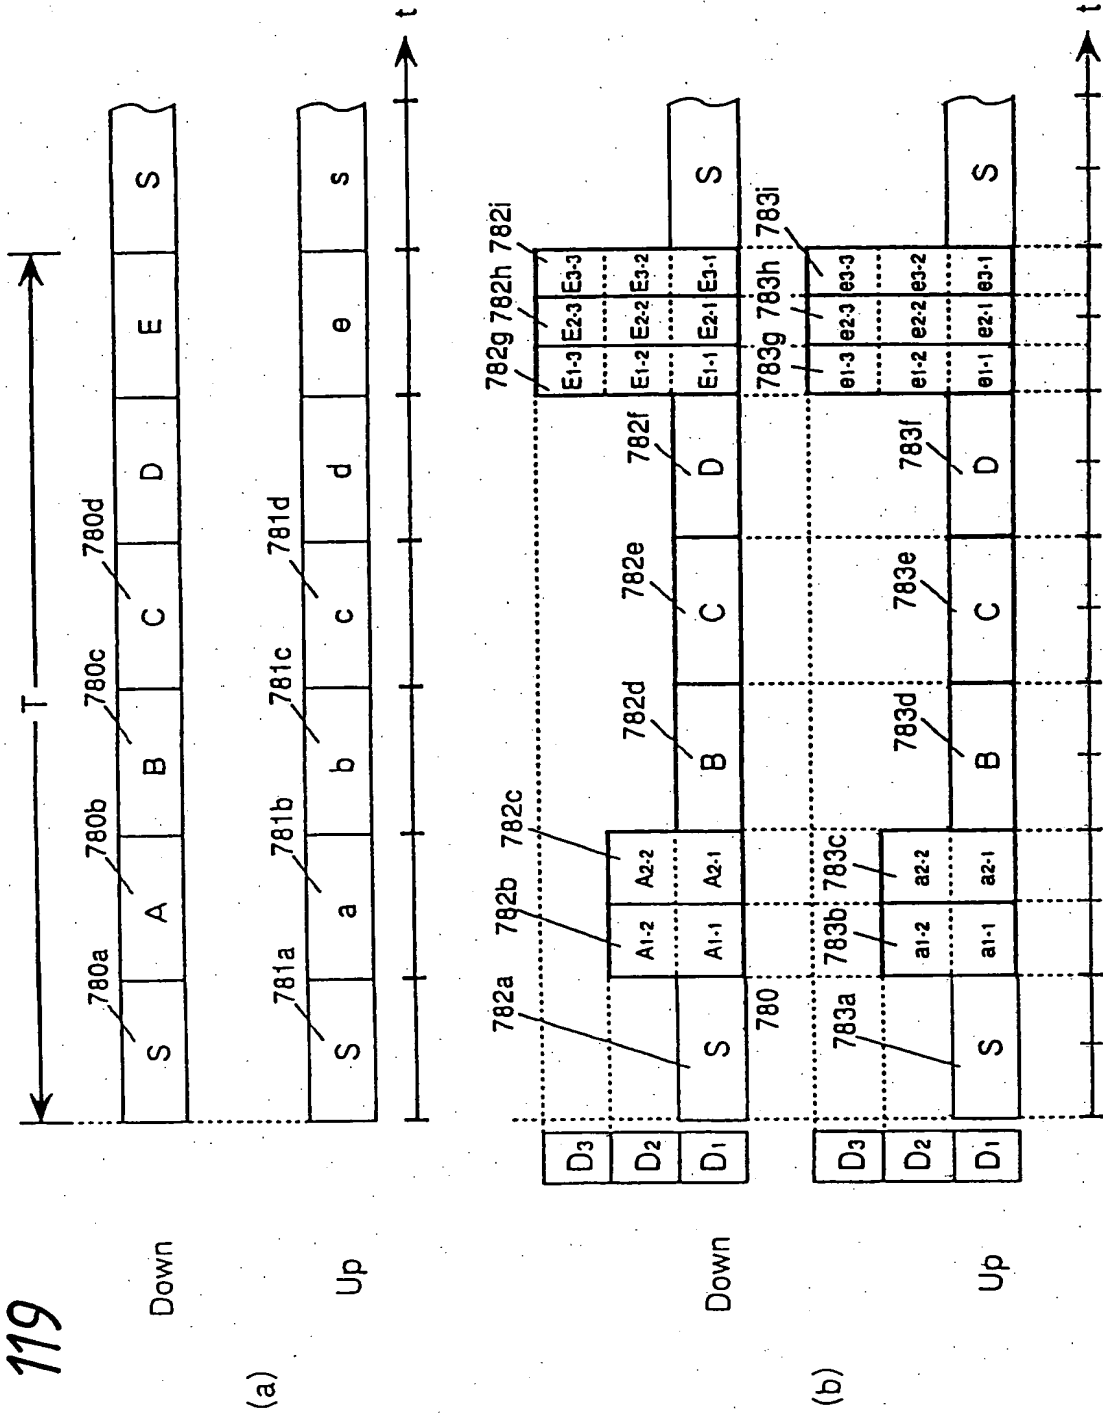 119
(a)
T
Down
780a 780b 780c 780d
S A B C D E S
Up
781a 781b 781c 781d
S a b c d e s
t
(b)
Down
D3
D2
D1
782a 782b 782c 782d 782e 782f 782g 782h 782i
E1-3 E2-3 E3-3
A1-2 A2-2 E1-2 E2-2 E3-2
S A1-1 A2-1 B C D E1-1 E2-1 E3-1 S
780
Up
D3
D2
D1
783a 783b 783c 783d 783e 783f 783g 783h 783i
e1-3 e2-3 e3-3
a1-2 a2-2 e1-2 e2-2 e3-2
S a1-1 a2-1 B C D e1-1 e2-1 e3-1 S
t